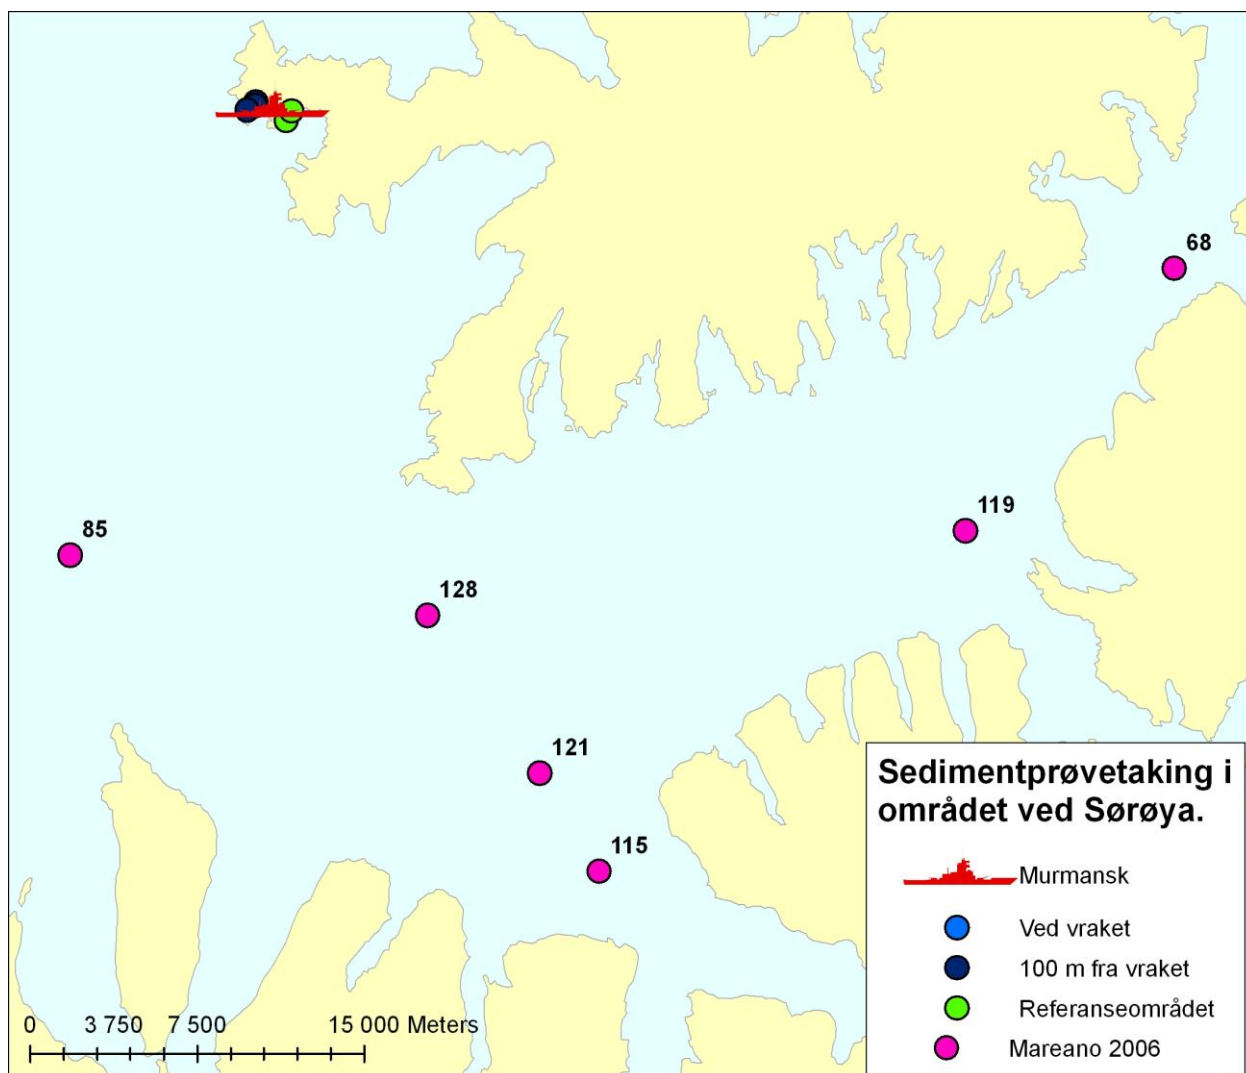 68
119
85
128
121
115
Sedimentprøvetaking i
området ved Sørøya.
Murmansk
Ved vraket
100 m fra vraket
Referanseområdet
Mareano 2006
0 3 750 7 500 15 000 Meters